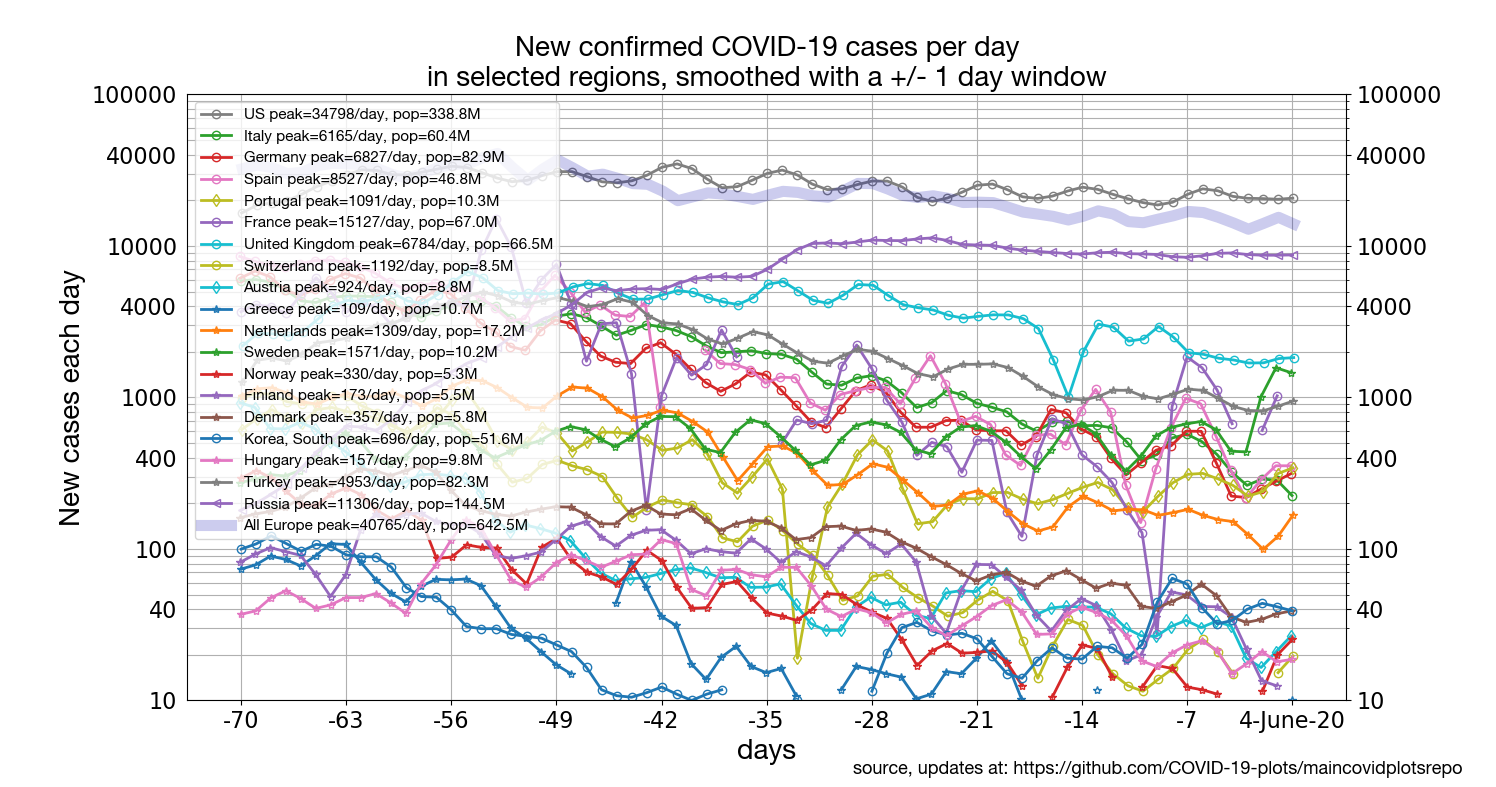 New confirmed COVID-19 cases per day
in selected regions, smoothed with a +/- 1 day window
New cases each day
100000
40000
10000
4000
1000
400
100
40
10
US peak=34798/day, pop=338.8M
Italy peak=6165/day, pop=60.4M
Germany peak=6827/day, pop=82.9M
Spain peak=8527/day, pop=46.8M
Portugal peak=1091/day, pop=10.3M
France peak=15127/day, pop=67.0M
United Kingdom peak=6784/day, pop=66.5M
Switzerland peak=1192/day, pop=8.5M
Austria peak=924/day, pop=8.8M
Greece peak=109/day, pop=10.7M
Netherlands peak=1309/day, pop=17.2M
Sweden peak=1571/day, pop=10.2M
Norway peak=330/day, pop=5.3M
Finland peak=173/day, pop=5.5M
Denmark peak=357/day, pop=5.8M
Korea, South peak=696/day, pop=51.6M
Hungary peak=157/day, pop=9.8M
Turkey peak=4953/day, pop=82.3M
Russia peak=11306/day, pop=144.5M
All Europe peak=40765/day, pop=642.5M
100000
40000
10000
4000
1000
400
100
40
10
-70 -63 -56 -49 -42 -35 -28 -21 -14 -7 4-June-20
days
source, updates at: https://github.com/COVID-19-plots/maincovidplotsrepo